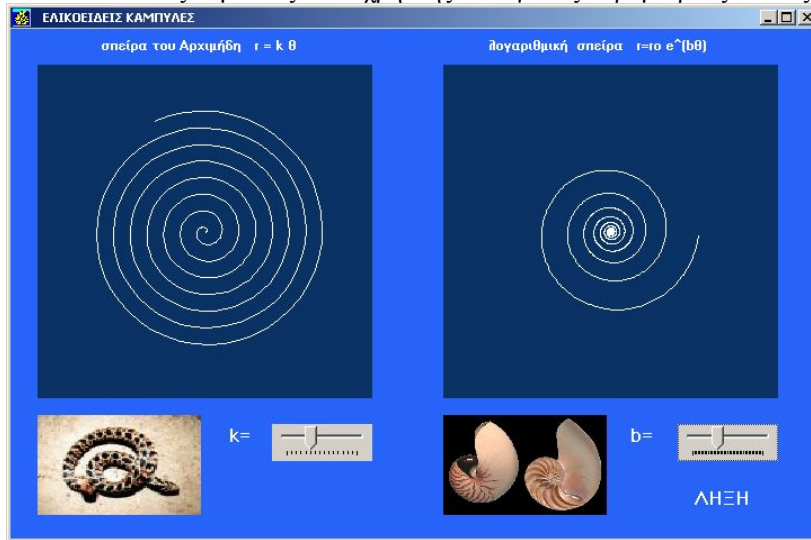 ΕΛΙΚΟΕΙΔΕΙΣ ΚΑΜΠΥΛΕΣ
σπείρα του Αρχιμήδη r = k θ
λογαριθμική σπείρα r=ro e^(bθ)
k=
b=
ΛΗΞΗ